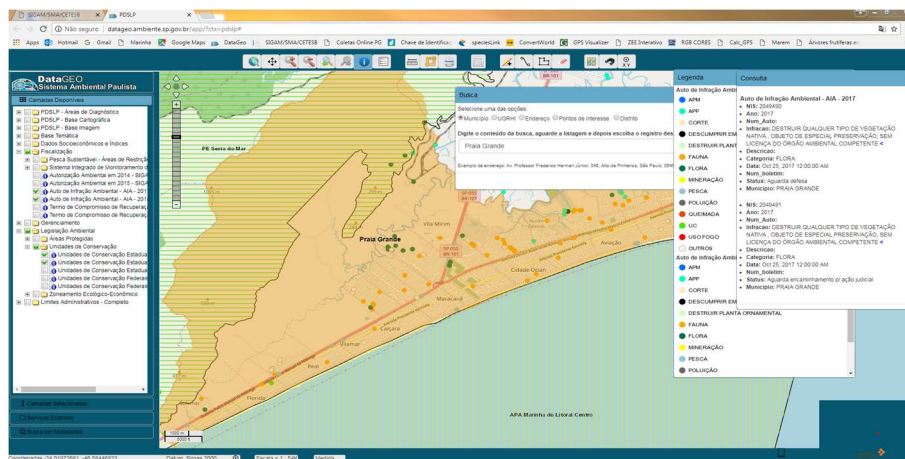 SIGAM/SMA/CETESB
PDSLP
Não seguro | datageo.ambiente.sp.gov.br/app/?ctx=pdslp#
Apps
Hotmail
Gmail
Marinha
Google Maps
DataGeo
SIGAM/SMA/CETESB
Coletas Online PG
Chave de Identificac
speciesLink
ConvertWorld
GPS Visualizer
ZEE Interativo
RGB CORES
Calc_GPS
Marem
Árvores frutíferas e
DataGEO
Sistema Ambiental Paulista
Camadas Disponíveis
PDSLP - Áreas de Diagnóstico
PDSLP - Base Cartográfica
PDSLP - Base Imagem
Base Temática
Dados Socioeconômicos e Índices
Fiscalização
Pesca Sustentável - Áreas de Restriçã
Sistema Integrado de Monitoramento d
Autorização Ambiental em 2014 - SIGA
Autorização Ambiental em 2015 - SIGA
Auto de Infração Ambiental - AIA - 201
Auto de Infração Ambiental - AIA - 201
Termo de Compromisso de Recuperaç
Termo de Compromisso de Recuperaç
Gerenciamento
Legislação Ambiental
Áreas Protegidas
Unidades de Conservação
Unidades de Conservação Estadua
Unidades de Conservação Estadua
Unidades de Conservação Estadua
Unidades de Conservação Federais
Unidades de Conservação Federais
Zoneamento Ecológico-Econômico
Limites Administrativos - Completo
Camadas Selecionadas
Serviços Externos
Busca por Metadados
PE Serra do Mar
BR-101
Vila Mirim
Praia Grande
SP-055
BR-101
Cidade Ocian
Aviação
Maracanã
Caiçara
Vilamar
Real
Florida
APA Marinha do Litoral Centro
Busca
Selecione uma das opções:
Município UGRHI Endereço Pontos de interesse Distrito
Digite o conteúdo da busca, aguarde a listagem e depois escolha o registro des
Praia Grande
Exemplo de endereço: Av. Professor Frederico Hermann Júnior, 345, Alto de Pinheiros, São Paulo
Legenda
Auto de Infração Ambi
APM
APP
CORTE
DESCUMPRIR EM
DESTRUIR PLANT
FAUNA
FLORA
MINERAÇÃO
PESCA
POLUIÇÃO
QUEIMADA
UC
USO FOGO
OUTROS
Auto de Infração Ambi
APM
APP
CORTE
DESCUMPRIR EM
DESTRUIR PLANTA ORNAMENTAL
FAUNA
FLORA
MINERAÇÃO
PESCA
POLUIÇÃO
Consulta
Auto de Infração Ambiental - AIA - 2017
NIS: 2049490
Ano: 2017
Num_Auto:
Infracao: DESTRUIR QUALQUER TIPO DE VEGETAÇÃO
NATIVA , OBJETO DE ESPECIAL PRESERVAÇÃO, SEM
LICENÇA DO ÓRGÃO AMBIENTAL COMPETENTE <
Descricao:
Categoria: FLORA
Data: Oct 25, 2017 12:00:00 AM
Num_boletim:
Status: Aguarda defesa
Municipio: PRAIA GRANDE
NIS: 2049491
Ano: 2017
Num_Auto:
Infracao: DESTRUIR QUALQUER TIPO DE VEGETAÇÃO
NATIVA , OBJETO DE ESPECIAL PRESERVAÇÃO, SEM
LICENÇA DO ÓRGÃO AMBIENTAL COMPETENTE <
Descricao:
Categoria: FLORA
Data: Oct 25, 2017 12:00:00 AM
Num_boletim:
Status: Aguarda encaminhamento p/ ação judicial
Municipio: PRAIA GRANDE
Datum: Sirgas 2000
Escala = 1 : 54K
Medida